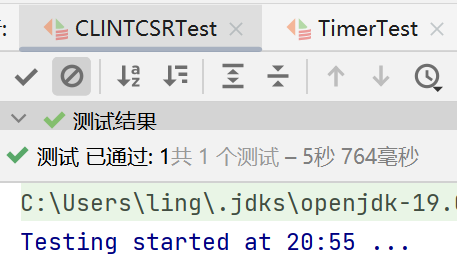 CLINTCSRTest × TimerTest ×
测试结果
测试 已通过: 1共 1 个测试 – 5秒 764毫秒
C:\Users\ling\.jdks\openjdk-19.
Testing started at 20:55 ...